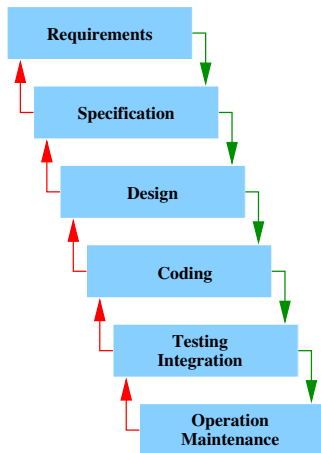 Requirements
Specification
Design
Coding
Testing
Integration
Operation
Maintenance